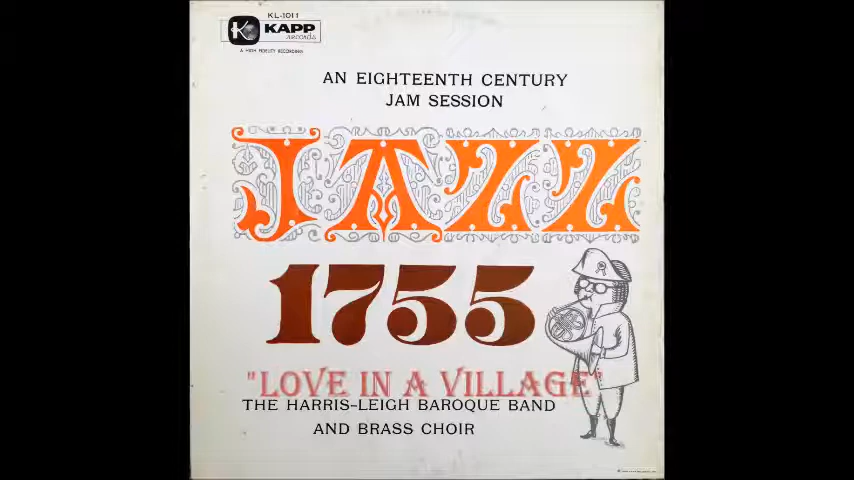 KL-1011
K KAPP
records
A HIGH FIDELITY RECORDING
AN EIGHTEENTH CENTURY
JAM SESSION
JAZZ
1755
"LOVE IN A VILLAGE"
THE HARRIS-LEIGH BAROQUE BAND
AND BRASS CHOIR